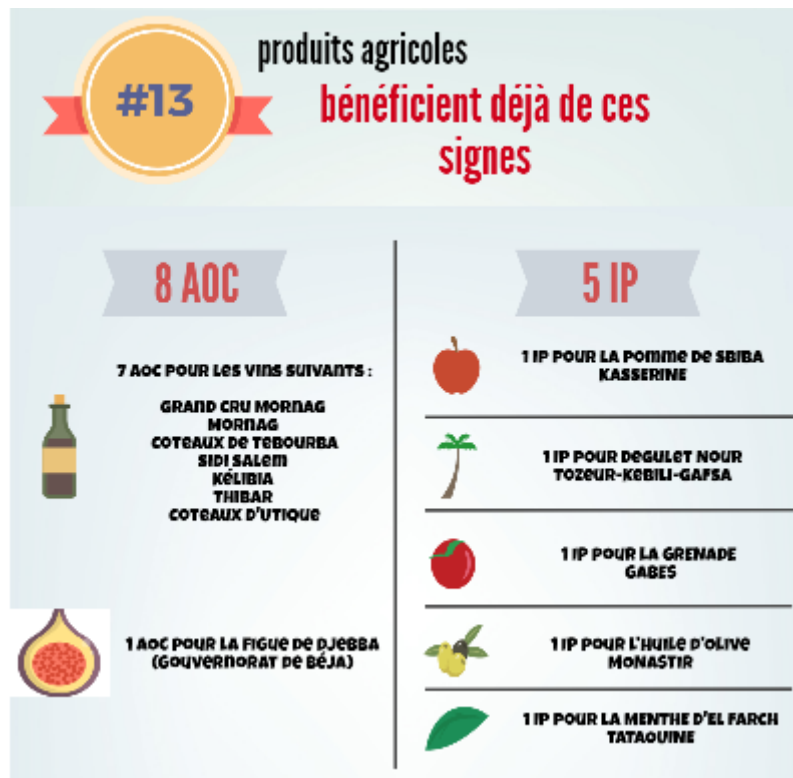 #13
produits agricoles
bénéficient déjà de ces
signes
8 AOC
7 AOC POUR LES VINS SUIVANTS :
GRAND CRU MORNAG
MORNAG
COTEAUX DE TEBOURBA
SIDI SALEM
KÉLIBIA
THIBAR
COTEAUX D'UTIQUE
1 AOC POUR LA FIGUE DE DJEBBA
(GOUVERNORAT DE BÉJA)
5 IP
1 IP POUR LA POMME DE SBIBA
KASSERINE
1 IP POUR DEGULET NOUR
TOZEUR-KEBILI-GAFSA
1 IP POUR LA GRENADE
GABES
1 IP POUR L'HUILE D'OLIVE
MONASTIR
1 IP POUR LA MENTHE D'EL FARCH
TATAOUINE